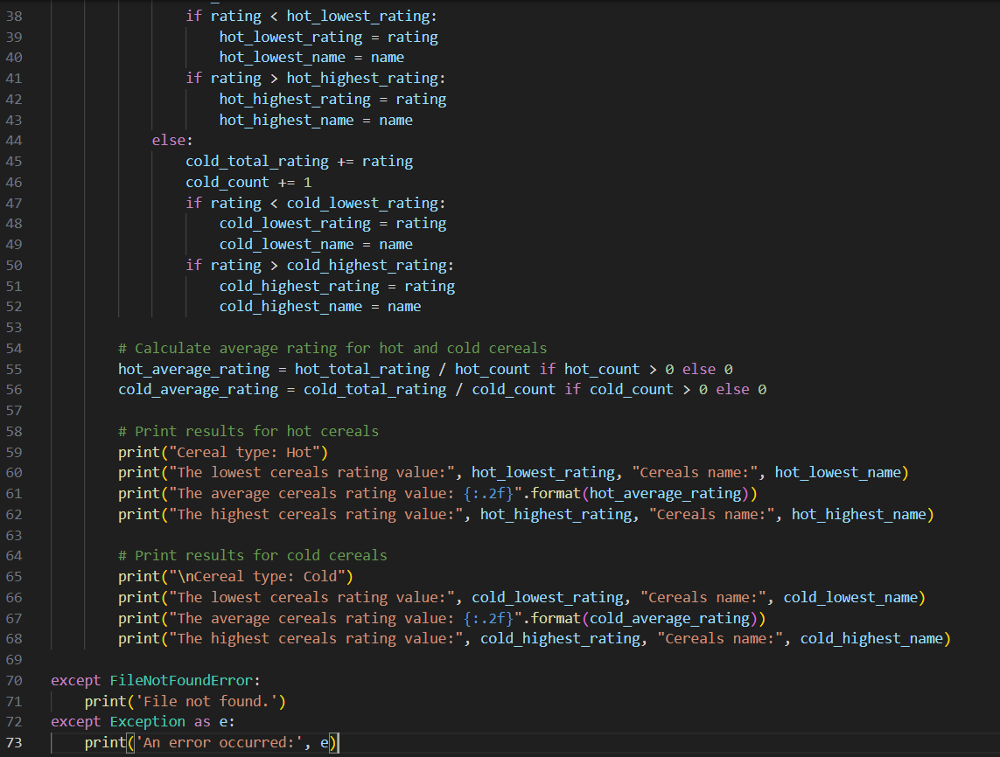 38 if rating < hot_lowest_rating:
39 hot_lowest_rating = rating
40 hot_lowest_name = name
41 if rating > hot_highest_rating:
42 hot_highest_rating = rating
43 hot_highest_name = name
44 else:
45 cold_total_rating += rating
46 cold_count += 1
47 if rating < cold_lowest_rating:
48 cold_lowest_rating = rating
49 cold_lowest_name = name
50 if rating > cold_highest_rating:
51 cold_highest_rating = rating
52 cold_highest_name = name
53
54 # Calculate average rating for hot and cold cereals
55 hot_average_rating = hot_total_rating / hot_count if hot_count > 0 else 0
56 cold_average_rating = cold_total_rating / cold_count if cold_count > 0 else 0
57
58 # Print results for hot cereals
59 print("Cereal type: Hot")
60 print("The lowest cereals rating value:", hot_lowest_rating, "Cereals name:", hot_lowest_name)
61 print("The average cereals rating value: {:.2f}".format(hot_average_rating))
62 print("The highest cereals rating value:", hot_highest_rating, "Cereals name:", hot_highest_name)
63
64 # Print results for cold cereals
65 print("\nCereal type: Cold")
66 print("The lowest cereals rating value:", cold_lowest_rating, "Cereals name:", cold_lowest_name)
67 print("The average cereals rating value: {:.2f}".format(cold_average_rating))
68 print("The highest cereals rating value:", cold_highest_rating, "Cereals name:", cold_highest_name)
69
70 except FileNotFoundError:
71 print('File not found.')
72 except Exception as e:
73 print('An error occurred:', e)